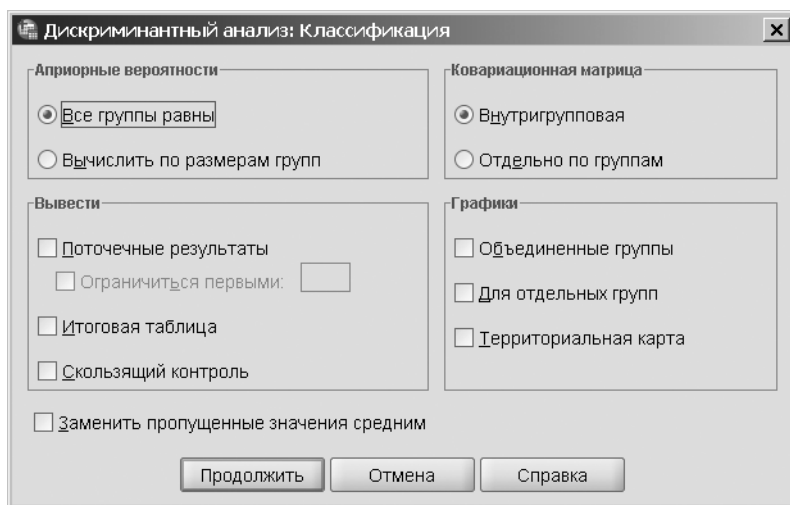 Дискриминантный анализ: Классификация
Априорные вероятности
Все группы равны
Вычислить по размерам групп
Ковариационная матрица
Внутригрупповая
Отдельно по группам
Вывести
Поточечные результаты
Ограничиться первыми:
Итоговая таблица
Скользящий контроль
Графики
Объединенные группы
Для отдельных групп
Территориальная карта
Заменить пропущенные значения средним
Продолжить
Отмена
Справка